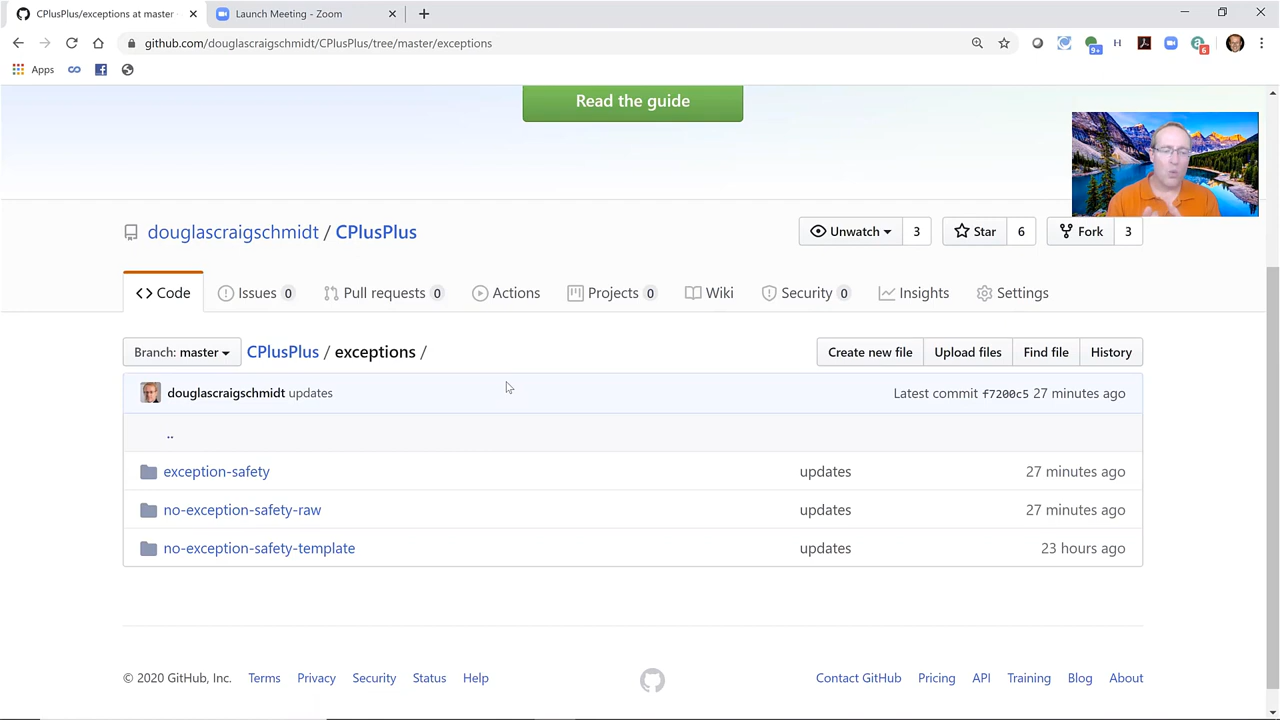 CPlusPlus/exceptions at master
Launch Meeting - Zoom
github.com/douglascraigschmidt/CPlusPlus/tree/master/exceptions
9+
H
6
Apps
Read the guide
douglascraigschmidt / CPlusPlus
Unwatch 3
Star 6
Fork 3
Code
Issues 0
Pull requests 0
Actions
Projects 0
Wiki
Security 0
Insights
Settings
Branch: master
CPlusPlus / exceptions /
Create new file
Upload files
Find file
History
douglascraigschmidt updates
Latest commit f7200c5 27 minutes ago
..
exception-safety updates 27 minutes ago
no-exception-safety-raw updates 27 minutes ago
no-exception-safety-template updates 23 hours ago
© 2020 GitHub, Inc. Terms Privacy Security Status Help
Contact GitHub Pricing API Training Blog About